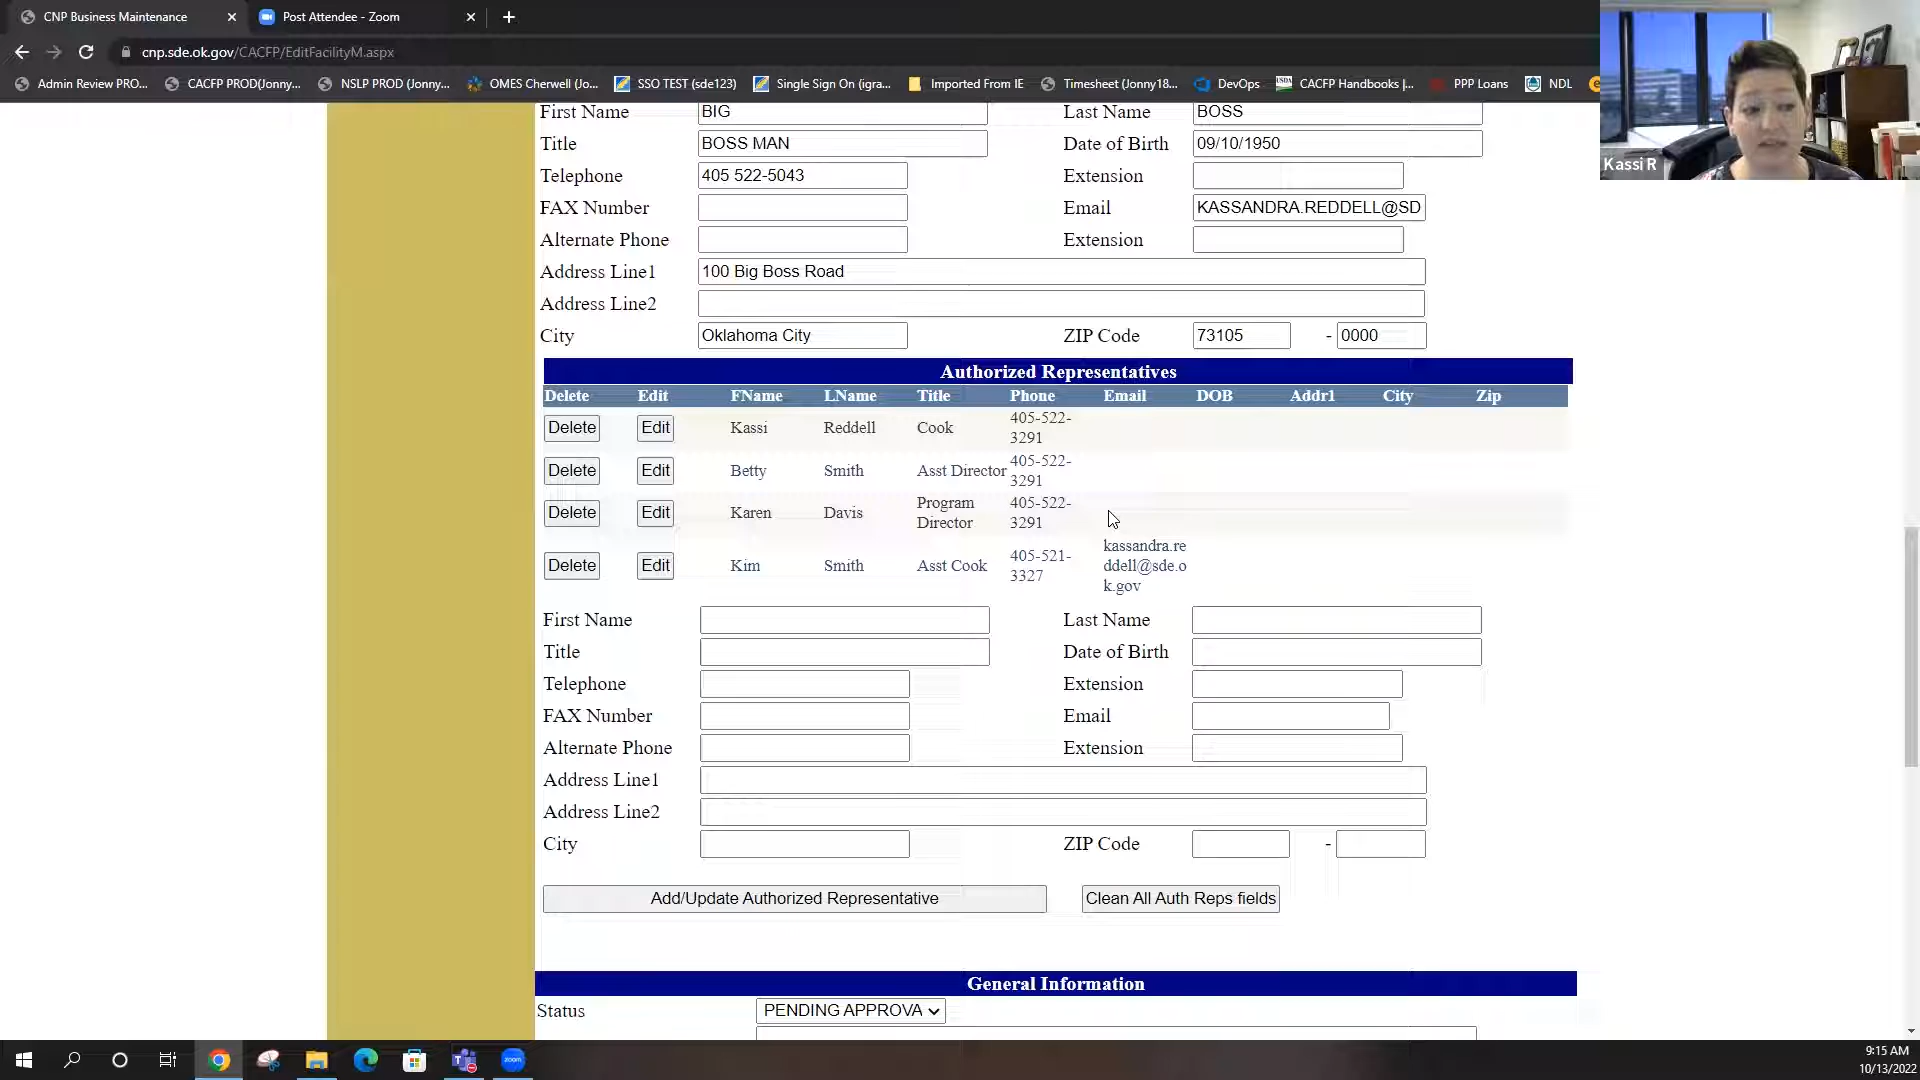 CNP Business Maintenance
Post Attendee - Zoom
cnp.sde.ok.gov/CACFP/EditFacilityM.aspx
Admin Review PRO... CACFP PROD(Jonny... NSLP PROD (Jonny... OMES Cherwell (Jo... SSO TEST (sde123) Single Sign On (igra... Imported From IE Timesheet (Jonny18... DevOps CACFP Handbooks |... PPP Loans NDL
Kassi R
First Name BIG Last Name BOSS
Title BOSS MAN Date of Birth 09/10/1950
Telephone 405 522-5043 Extension
FAX Number Email KASSANDRA.REDDELL@SD
Alternate Phone Extension
Address Line1 100 Big Boss Road
Address Line2
City Oklahoma City ZIP Code 73105 - 0000
Authorized Representatives
Delete Edit FName LName Title Phone Email DOB Addr1 City Zip
Delete Edit Kassi Reddell Cook 405-522-
3291
Delete Edit Betty Smith Asst Director 405-522-
3291
Delete Edit Karen Davis Program Director 405-522-
3291
Delete Edit Kim Smith Asst Cook 405-521-
3327
kassandra.re
ddell@sde.o
k.gov
First Name Last Name
Title Date of Birth
Telephone Extension
FAX Number Email
Alternate Phone Extension
Address Line1
Address Line2
City ZIP Code -
Add/Update Authorized Representative Clean All Auth Reps fields
General Information
Status PENDING APPROVA
zoom
9:15 AM
10/13/2022